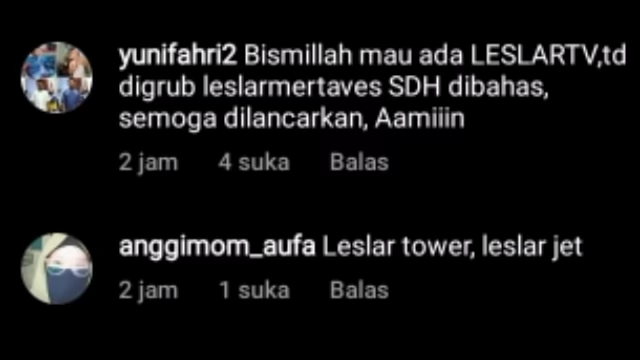 yunifahri2 Bismillah mau ada LESLARTV,td
digrub leslarmertaves SDH dibahas,
semoga dilancarkan, Aamiiin
2 jam 4 suka Balas
anggimom_aufa Leslar tower, leslar jet
2 jam 1 suka Balas